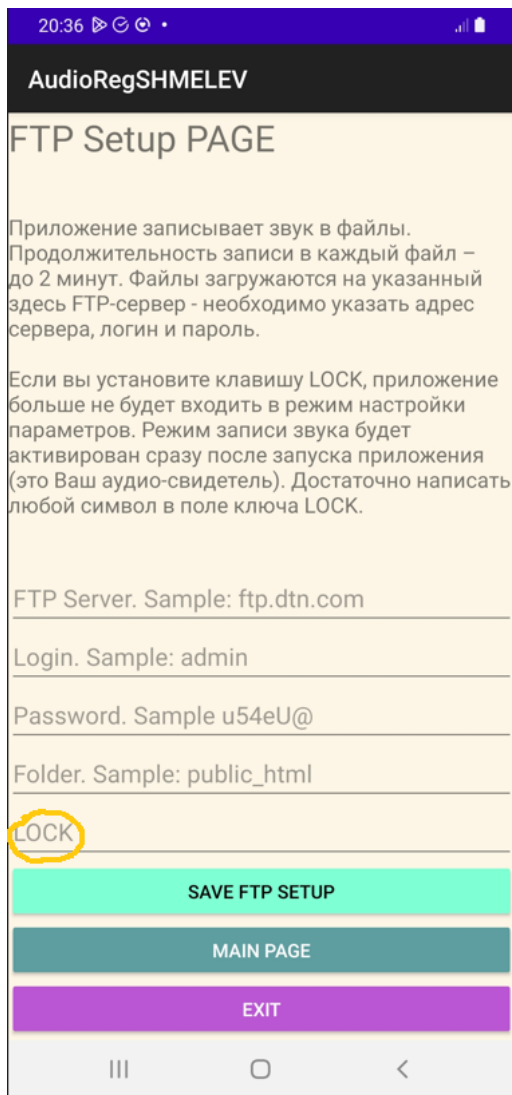 20:36
AudioRegSHMELEV
FTP Setup PAGE
Приложение записывает звук в файлы.
Продолжительность записи в каждый файл –
до 2 минут. Файлы загружаются на указанный
здесь FTP-сервер - необходимо указать адрес
сервера, логин и пароль.
Если вы установите клавишу LOCK, приложение
больше не будет входить в режим настройки
параметров. Режим записи звука будет
активирован сразу после запуска приложения
(это Ваш аудио-свидетель). Достаточно написать
любой символ в поле ключа LOCK.
FTP Server. Sample: ftp.dtn.com
Login. Sample: admin
Password. Sample u54eU@
Folder. Sample: public_html
LOCK
SAVE FTP SETUP
MAIN PAGE
EXIT